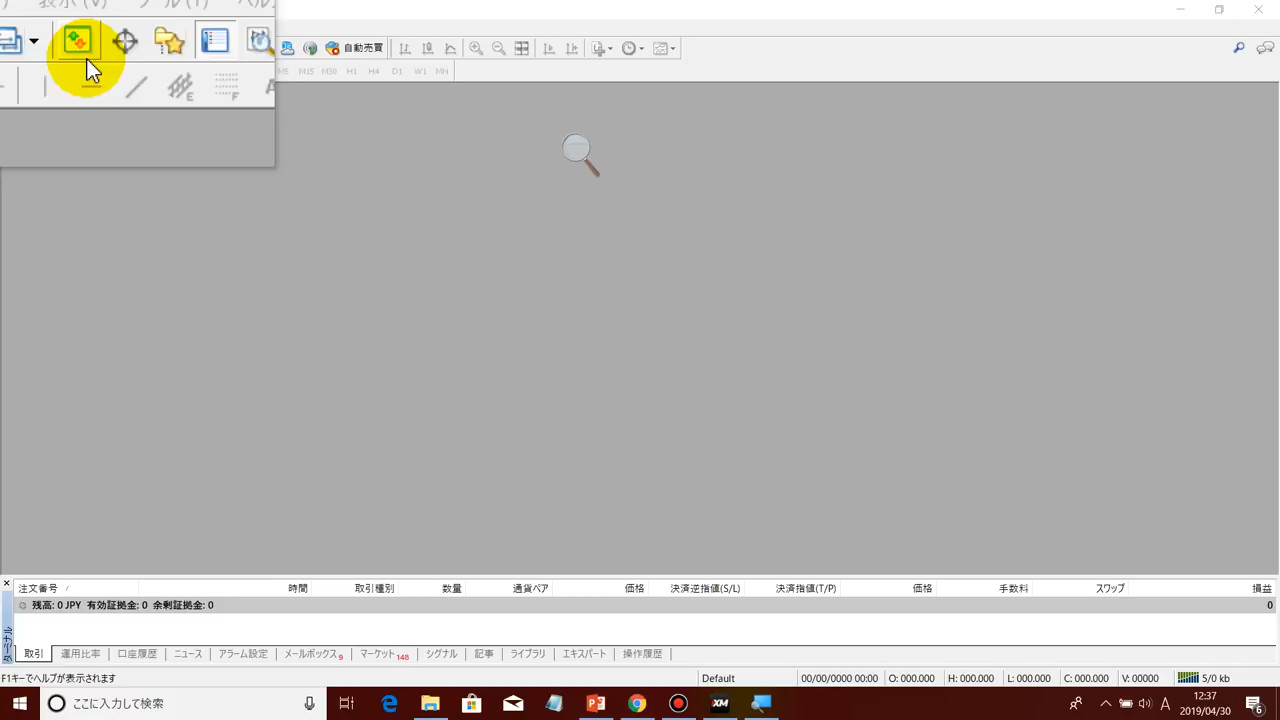 表示(V)
ツール(T)
ヘル
自動売買
M5 M15 M30 H1 H4 D1 W1 MN
E
F
A
注文番号 / 時間 取引種別 数量 通貨ペア 価格 決済逆指値(S/L) 決済指値(T/P) 価格 手数料 スワップ 損益
残高: 0 JPY 有効証拠金: 0 余剰証拠金: 0 0
ターミナル
取引 運用比率 口座履歴 ニュース アラーム設定 メールボックス9 マーケット148 シグナル 記事 ライブラリ エキスパート 操作履歴
F1キーでヘルプが表示されます Default 00/00/0000 00:00 O: 000.000 H: 000.000 L: 000.000 C: 000.000 V: 00000 5/0 kb
ここに入力して検索 XM A 12:37
2019/04/30 6